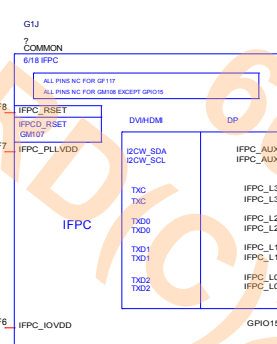 G1J
?
COMMON
6/18 IFPC
ALL PINS NC FOR GF117
ALL PINS NC FOR GM108 EXCEPT GPIO15
IFPC_RSET
IFPCD_RSET
GM107
DVI/HDMI
DP
IFPC_PLLVDD
I2CW_SDA
I2CW_SCL
IFPC_AUX
IFPC_AUX
TXC
TXC
IFPC_L3
IFPC_L3
IFPC
TXD0
TXD0
IFPC_L2
IFPC_L2
TXD1
TXD1
IFPC_L1
IFPC_L1
TXD2
TXD2
IFPC_L0
IFPC_L0
F6
IFPC_IOVDD
GPIO15